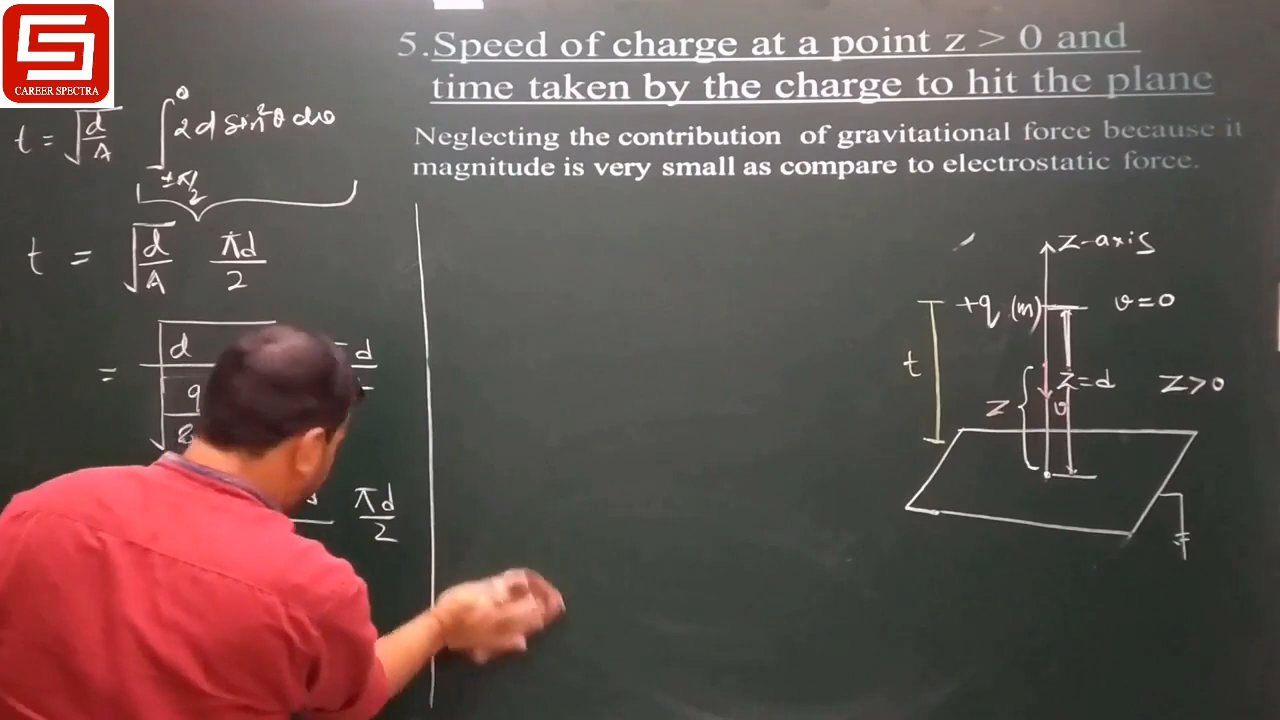 CAREER SPECTRA
5. Speed of charge at a point z > 0 and
time taken by the charge to hit the plane
Neglecting the contribution of gravitational force because it
magnitude is very small as compare to electrostatic force.
t = √(d/A) ∫ 2d sin²θ dθ
±π/2
t = √(d/A) πd/2
= d
q
d
πd/2
Z-axis
+q (m) v=0
t
z=d z>0
z { v